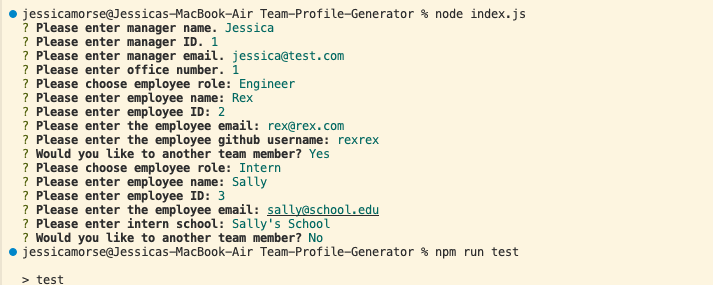 jessicamorse@Jessicas-MacBook-Air Team-Profile-Generator % node index.js
? Please enter manager name. Jessica
? Please enter manager ID. 1
? Please enter manager email. jessica@test.com
? Please enter office number. 1
? Please choose employee role: Engineer
? Please enter employee name: Rex
? Please enter employee ID: 2
? Please enter the employee email: rex@rex.com
? Please enter the employee github username: rexrex
? Would you like to another team member? Yes
? Please choose employee role: Intern
? Please enter employee name: Sally
? Please enter employee ID: 3
? Please enter the employee email: sally@school.edu
? Please enter intern school: Sally's School
? Would you like to another team member? No
jessicamorse@Jessicas-MacBook-Air Team-Profile-Generator % npm run test
> test